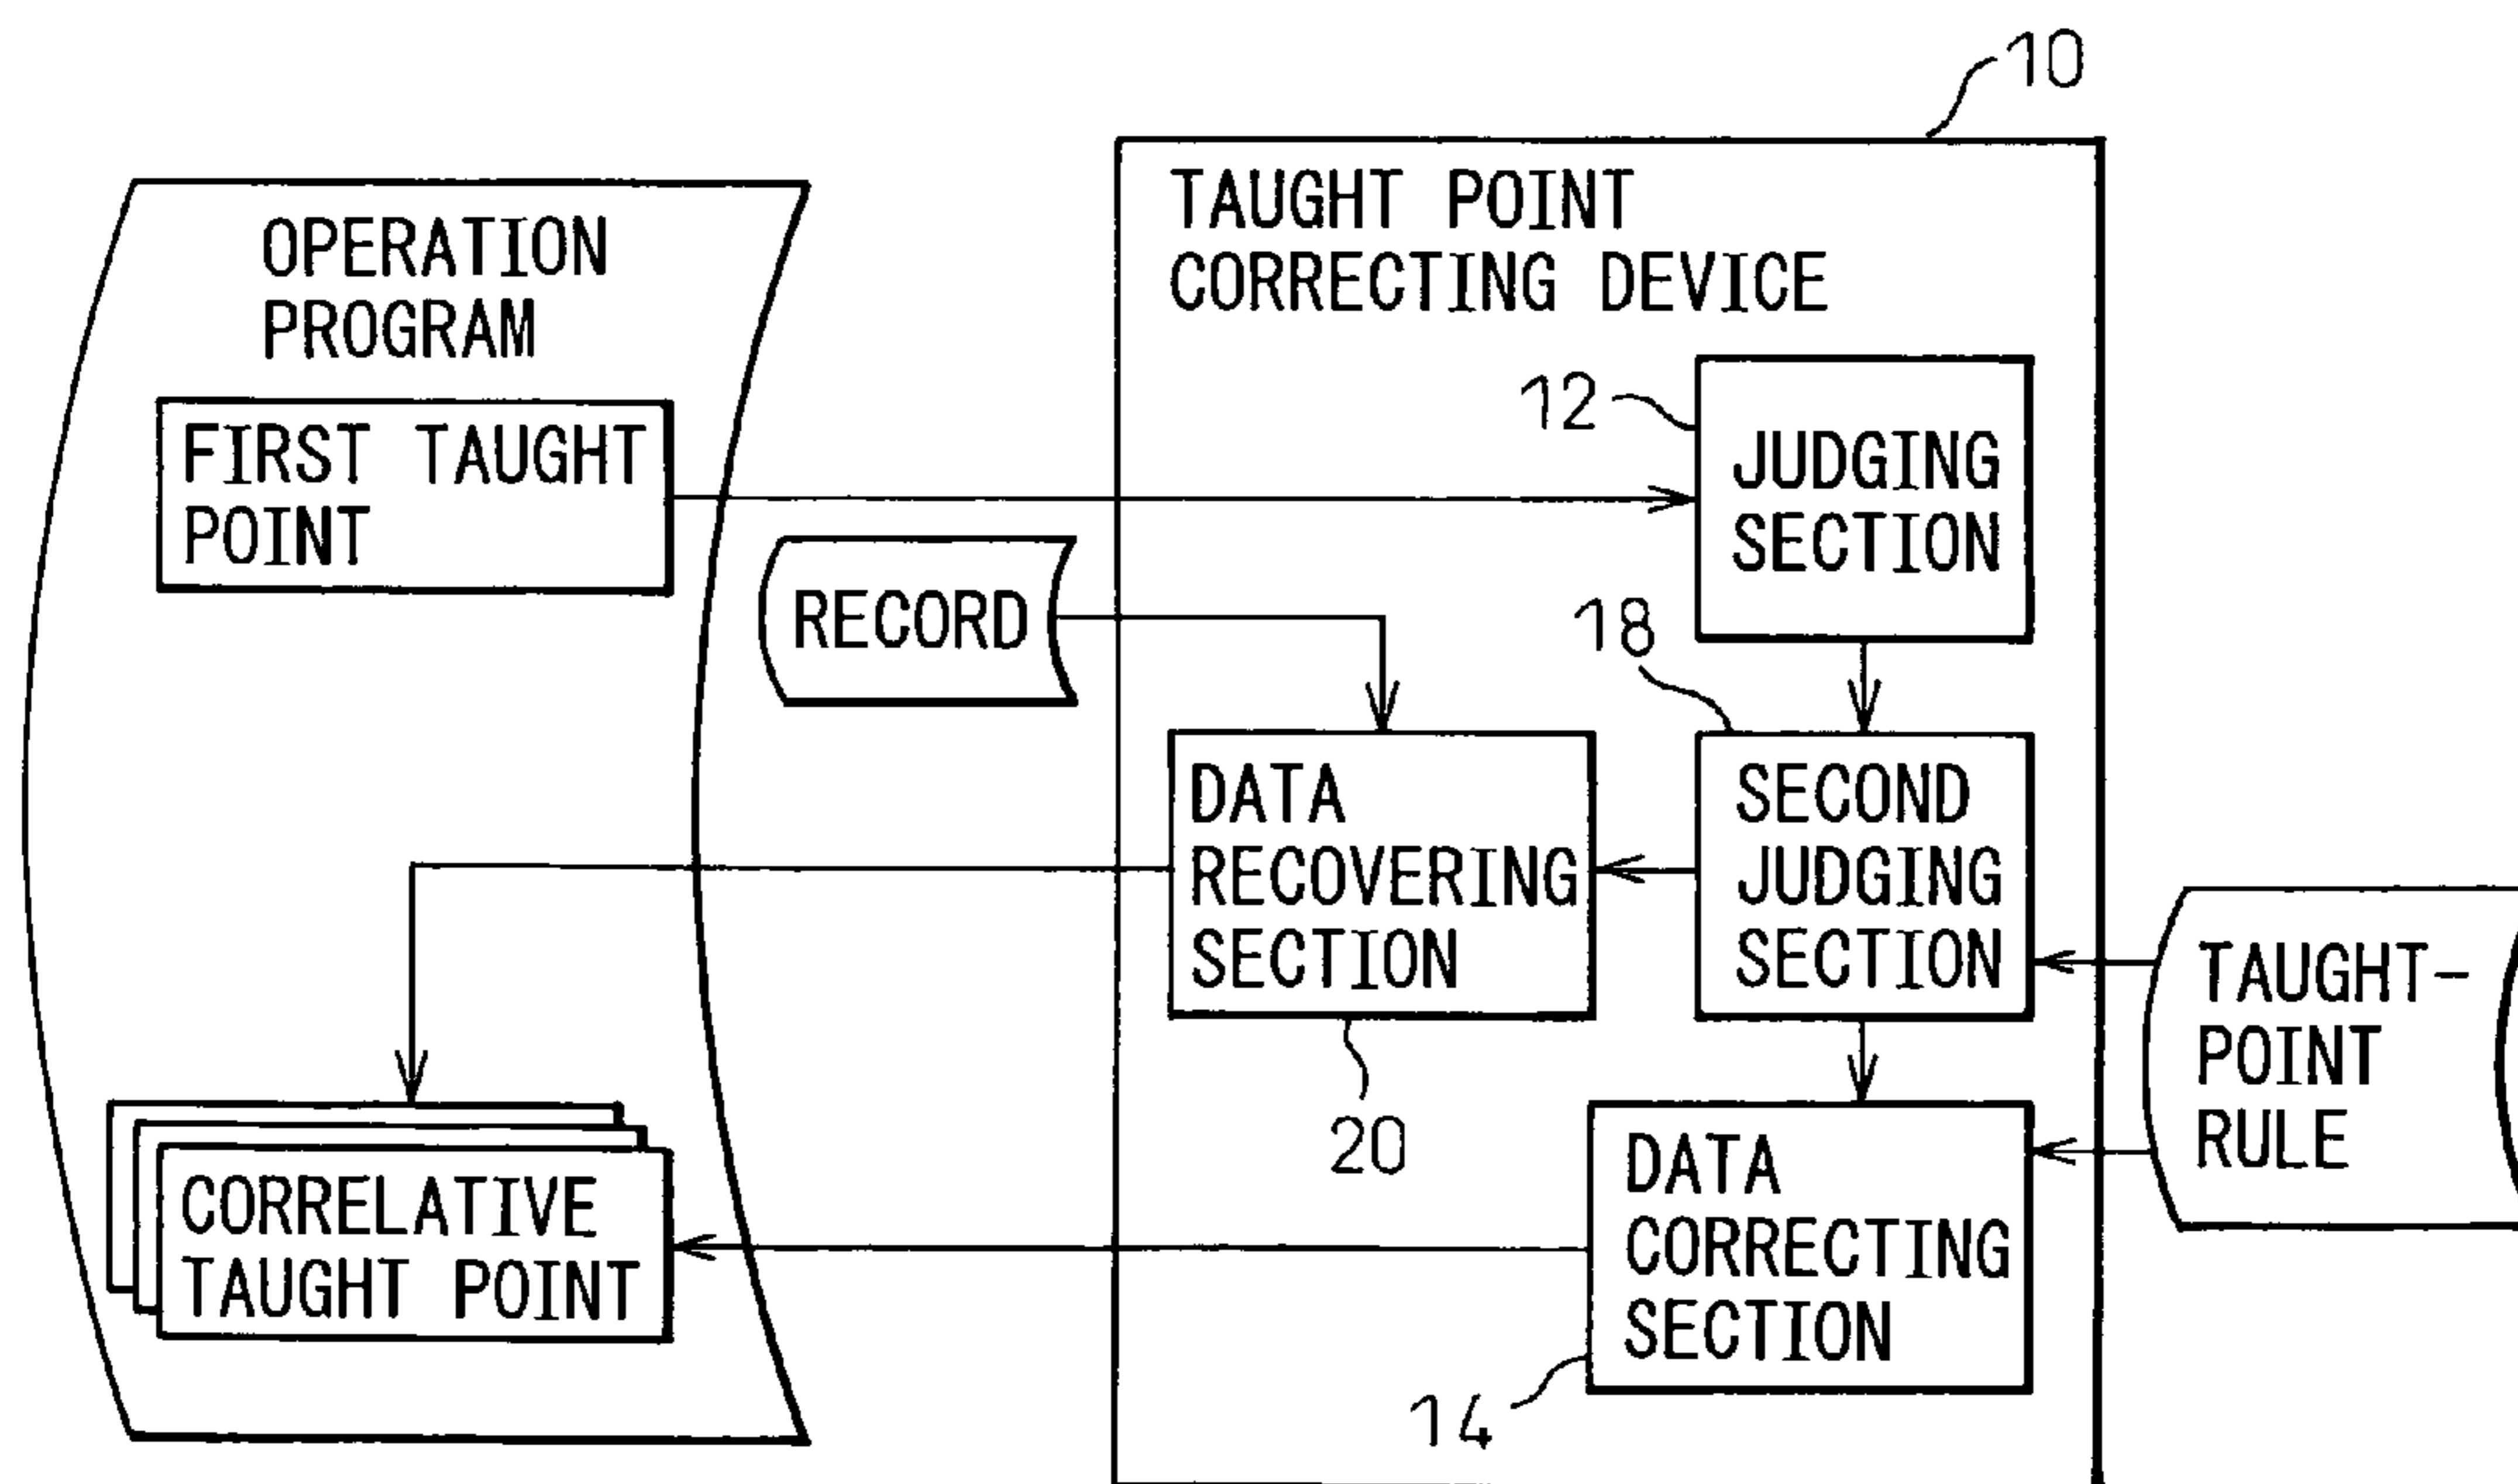 10
OPERATION
PROGRAM
FIRST TAUGHT
POINT
RECORD
CORRELATIVE
TAUGHT POINT
TAUGHT POINT
CORRECTING DEVICE
12
JUDGING
SECTION
18
SECOND
JUDGING
SECTION
DATA
RECOVERING
SECTION
20
DATA
CORRECTING
SECTION
14
TAUGHT-
POINT
RULE